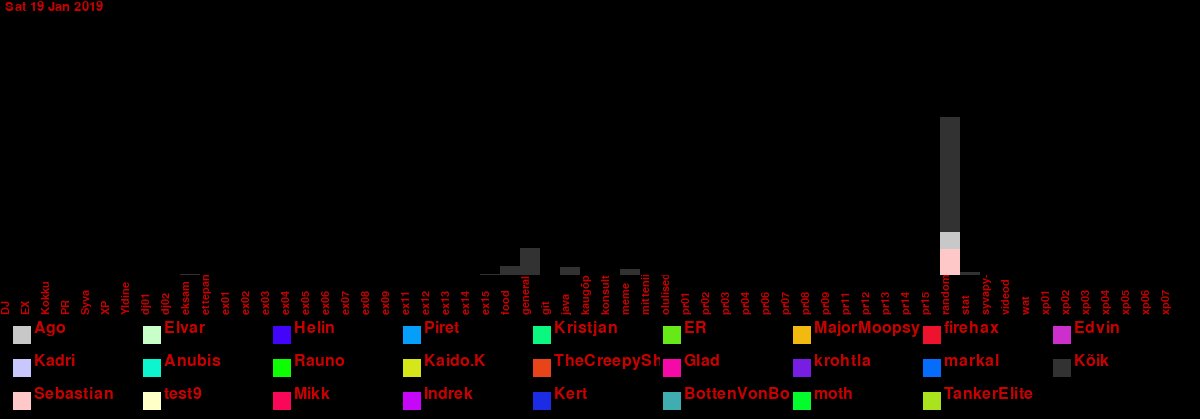 Sat 19 Jan 2019
DJ
EX
Kokku
PR
Syva
XP
Yldine
dj01
dj02
eksam
ettepan
ex01
ex02
ex03
ex04
ex05
ex06
ex07
ex08
ex09
ex11
ex12
ex13
ex14
ex15
food
general
git
java
kaugõp
konsult
meme
mittenii
olulised
pr01
pr02
pr03
pr04
pr06
pr07
pr08
pr09
pr11
pr12
pr13
pr14
pr15
random
stat
syvapy-
videod
wat
xp01
xp02
xp03
xp04
xp05
xp06
xp07
Ago Elvar Helin Piret Kristjan ER MajorMoopsy firehax Edvin
Kadri Anubis Rauno Kaido.K TheCreepySh Glad krohtla markal Kõik
Sebastian test9 Mikk Indrek Kert BottenVonBo moth TankerElite